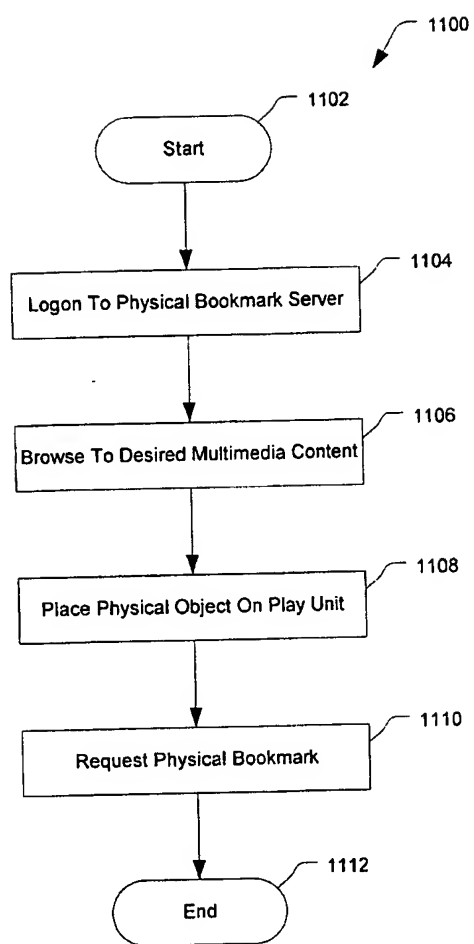 1100
1102
Start
1104
Logon To Physical Bookmark Server
1106
Browse To Desired Multimedia Content
1108
Place Physical Object On Play Unit
1110
Request Physical Bookmark
1112
End